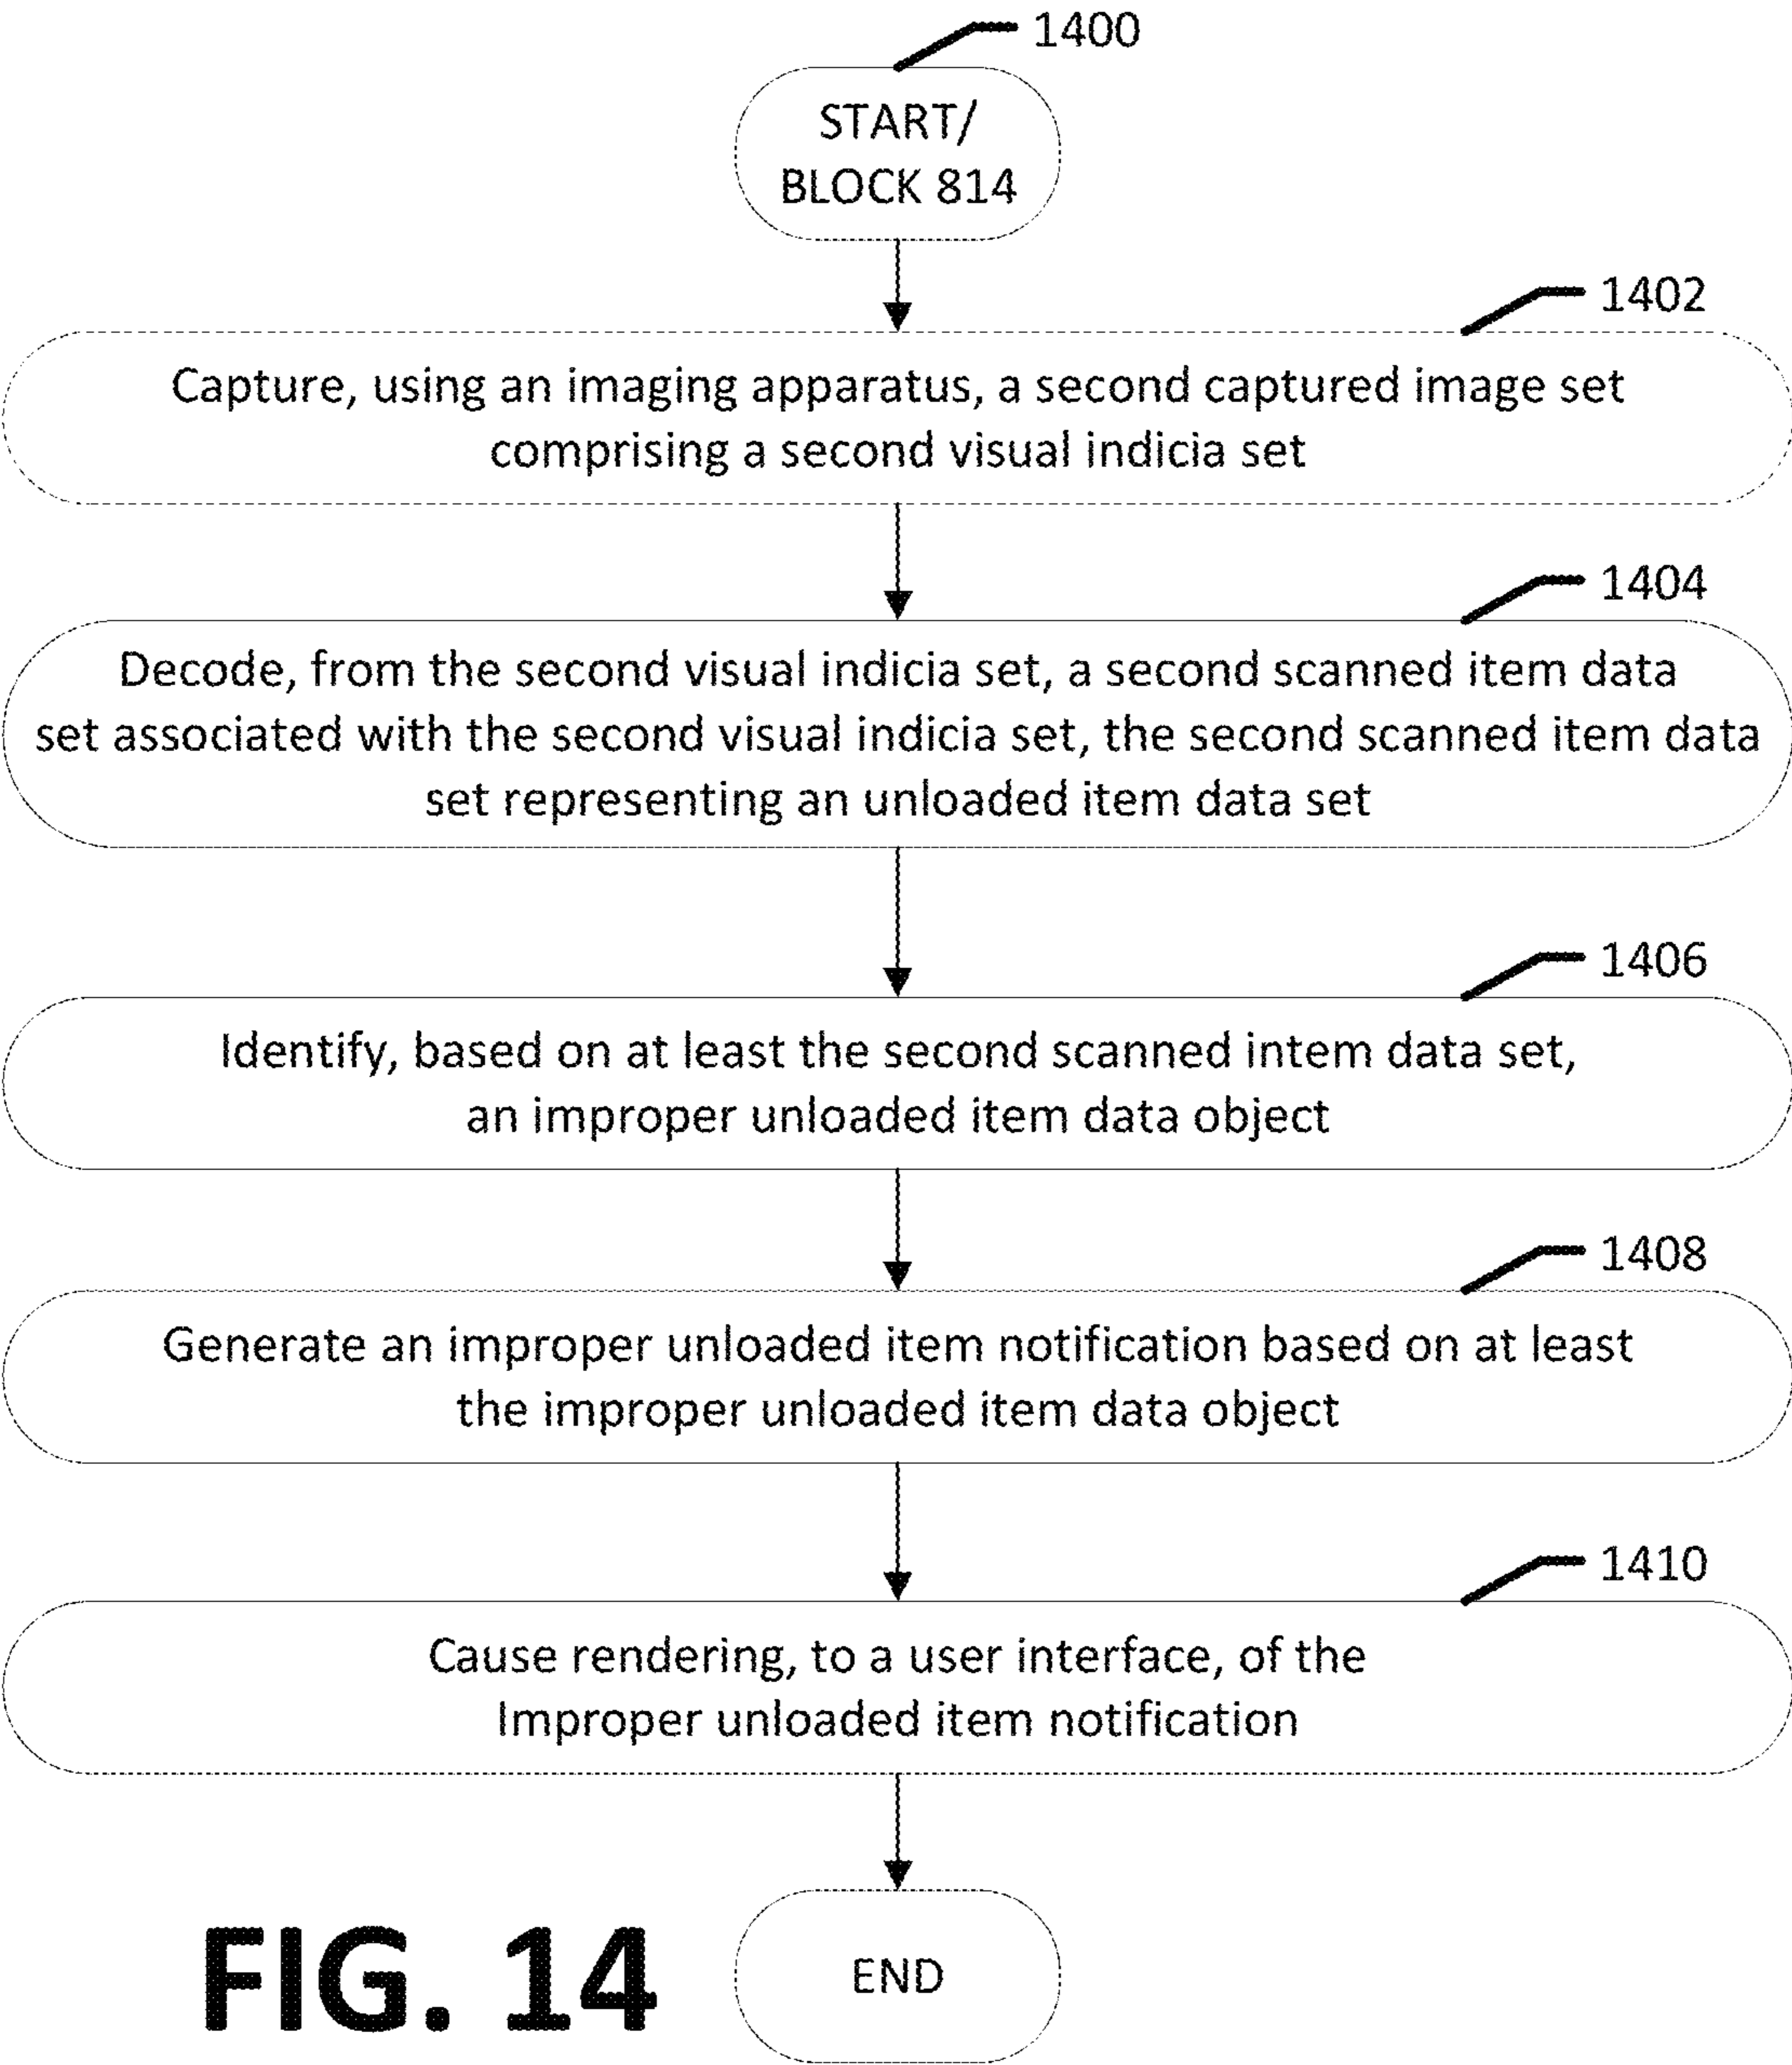 1400
START/
BLOCK 814
1402
Capture, using an imaging apparatus, a second captured image set
comprising a second visual indicia set
1404
Decode, from the second visual indicia set, a second scanned item data
set associated with the second visual indicia set, the second scanned item data
set representing an unloaded item data set
1406
Identify, based on at least the second scanned intem data set,
an improper unloaded item data object
1408
Generate an improper unloaded item notification based on at least
the improper unloaded item data object
1410
Cause rendering, to a user interface, of the
Improper unloaded item notification
END
FIG. 14